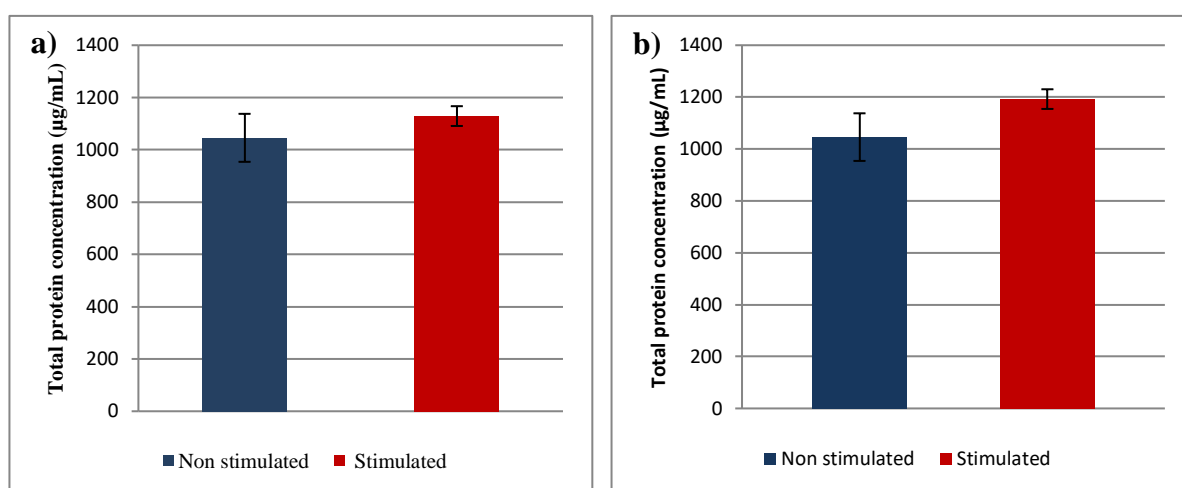 a)
Total protein concentration (µg/mL)
1400
1200
1000
800
600
400
200
0
Non stimulated Stimulated
b)
Total protein concentration (µg/mL)
1400
1200
1000
800
600
400
200
0
Non stimulated Stimulated